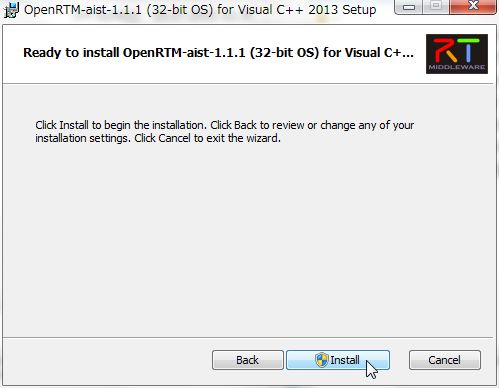 OpenRTM-aist-1.1.1 (32-bit OS) for Visual C++ 2013 Setup
Ready to install OpenRTM-aist-1.1.1 (32-bit OS) for Visual C+...
RT
MIDDLEWARE
Click Install to begin the installation. Click Back to review or change any of your
installation settings. Click Cancel to exit the wizard.
Back
Install
Cancel